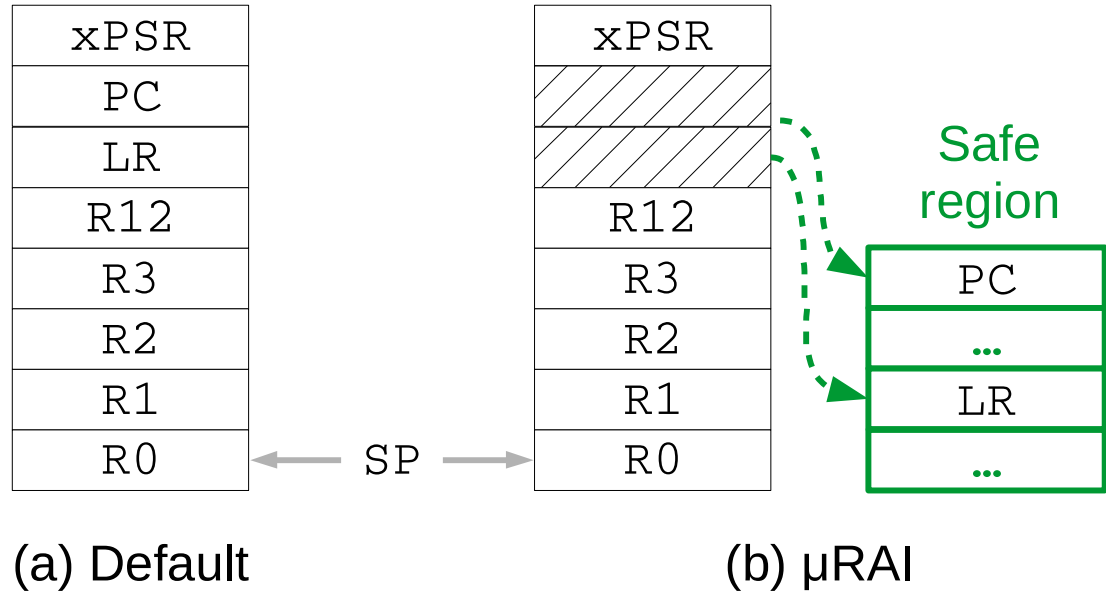 xPSR
PC
LR
R12
R3
R2
R1
R0
SP
xPSR
R12
R3
R2
R1
R0
Safe
region
PC
...
LR
...
(a) Default
(b) μRAI